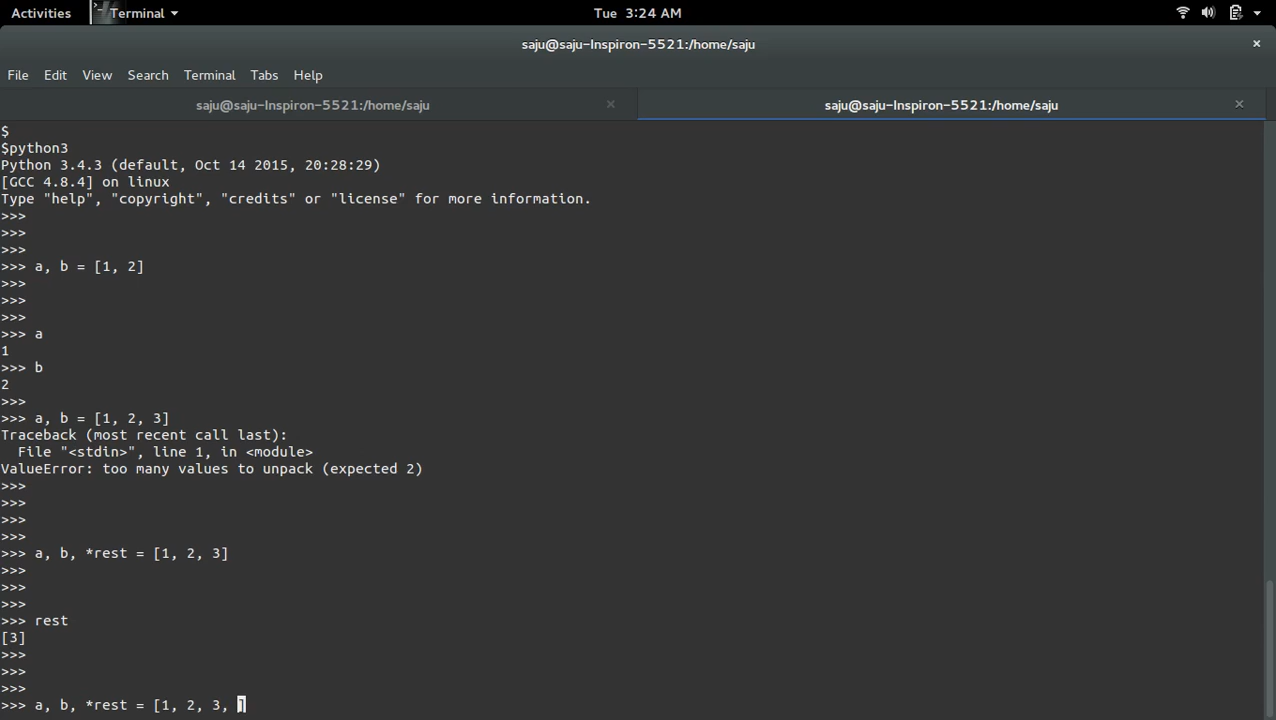 Activities Terminal Tue 3:24 AM
saju@saju-Inspiron-5521:/home/saju
File Edit View Search Terminal Tabs Help
saju@saju-Inspiron-5521:/home/saju saju@saju-Inspiron-5521:/home/saju
$
$python3
Python 3.4.3 (default, Oct 14 2015, 20:28:29)
[GCC 4.8.4] on linux
Type "help", "copyright", "credits" or "license" for more information.
>>>
>>>
>>>
>>> a, b = [1, 2]
>>>
>>>
>>>
>>> a
1
>>> b
2
>>>
>>> a, b = [1, 2, 3]
Traceback (most recent call last):
  File "<stdin>", line 1, in <module>
ValueError: too many values to unpack (expected 2)
>>>
>>>
>>>
>>>
>>> a, b, *rest = [1, 2, 3]
>>>
>>>
>>>
>>> rest
[3]
>>>
>>>
>>>
>>> a, b, *rest = [1, 2, 3, ]